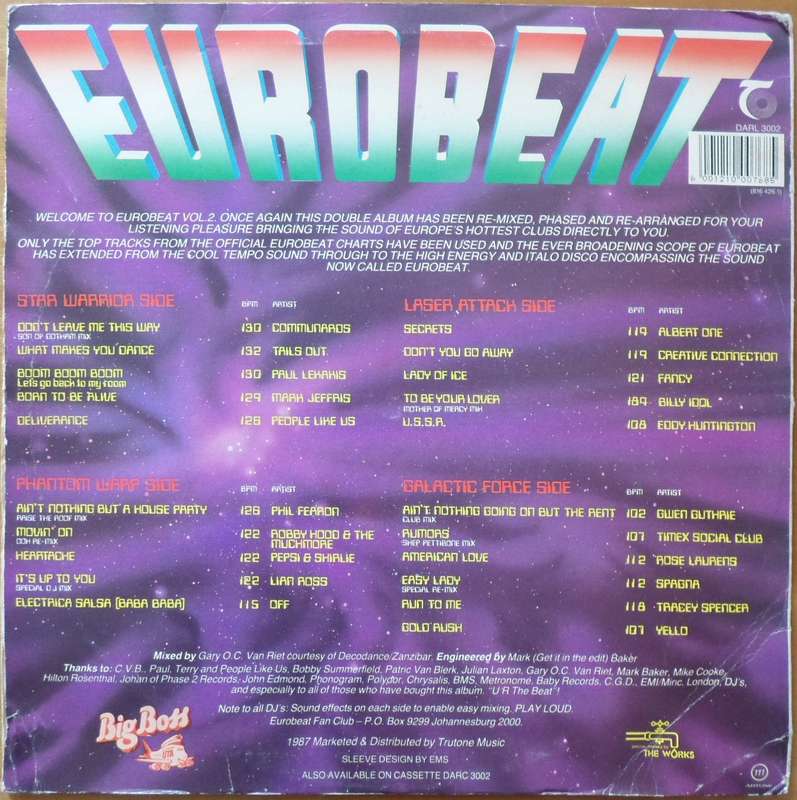 EUROBEAT
DARL 3002
6 001210 007685
(816 426-1)
WELCOME TO EUROBEAT VOL.2. ONCE AGAIN THIS DOUBLE ALBUM HAS BEEN RE-MIXED, PHASED AND RE-ARRANGED FOR YOUR
LISTENING PLEASURE BRINGING THE SOUND OF EUROPE'S HOTTEST CLUBS DIRECTLY TO YOU.
ONLY THE TOP TRACKS FROM THE OFFICIAL EUROBEAT CHARTS HAVE BEEN USED AND THE EVER BROADENING SCOPE OF EUROBEAT
HAS EXTENDED FROM THE COOL TEMPO SOUND THROUGH TO THE HIGH ENERGY AND ITALO DISCO ENCOMPASSING THE SOUND
NOW CALLED EUROBEAT.
STAR WARRIOR SIDE BPM ARTIST
DON'T LEAVE ME THIS WAY 130 COMMUNARDS
SON OF GOTHAM MIX
WHAT MAKES YOU DANCE 132 TAILS OUT
BOOM BOOM BOOM 130 PAUL LEKAKIS
Let's go back to my room
BORN TO BE ALIVE 129 MARK JEFFRIS
DELIVERANCE 128 PEOPLE LIKE US
LASER ATTACK SIDE BPM ARTIST
SECRETS 119 ALBERT ONE
DON'T YOU GO AWAY 119 CREATIVE CONNECTION
LADY OF ICE 121 FANCY
TO BE YOUR LOVER 184 BILLY IDOL
MOTHER OF MERCY MIX
U.S.S.R. 108 EDDY HUNTINGTON
PHANTOM WARP SIDE BPM ARTIST
AIN'T NOTHING BUT A HOUSE PARTY 126 PHIL FEARON
RAISE THE ROOF MIX
MOVIN' ON 122 ROBBY HOOD & THE
OOH RE-MIX MUCHMORE
HEARTACHE 122 PEPSI & SHIRLIE
IT'S UP TO YOU 122 LIAN ROSS
SPECIAL DJ MIX
ELECTRICA SALSA (BABA BABA) 115 OFF
GALACTIC FORCE SIDE BPM ARTIST
AIN'T NOTHING GOING ON BUT THE RENT 102 GWEN GUTHRIE
CLUB MIX
RUMORS 107 TIMEX SOCIAL CLUB
SHEP PETTIBONE MIX
AMERICAN LOVE 112 ROSE LAURENS
EASY LADY 112 SPAGNA
SPECIAL RE-MIX
RUN TO ME 118 TRACEY SPENCER
GOLD RUSH 107 YELLO
Mixed by Gary O.C. Van Riet courtesy of Decodance/Zanzibar. Engineered by Mark (Get it in the edit) Baker
Thanks to: C.V.B., Paul, Terry and People Like Us, Bobby Summerfield, Patric Van Blerk, Julian Laxton, Gary O.C. Van Riet, Mark Baker, Mike Cooke,
Hilton Rosenthal, Johan of Phase 2 Records, John Edmond, Phonogram, Polydor, Chrysalis, BMS, Metronome, Baby Records, C.G.D., EMI Minc, London, DJ's,
and especially to all of those who have bought this album. "U'R The Beat"!
Note to all DJ's: Sound effects on each side to enable easy mixing. PLAY LOUD.
Eurobeat Fan Club – P.O. Box 9299 Johannesburg 2000.
Big Boss
UTA
1987 Marketed & Distributed by Trutone Music
SLEEVE DESIGN BY EMS
ALSO AVAILABLE ON CASSETTE DARC 3002
THE WORKS
m